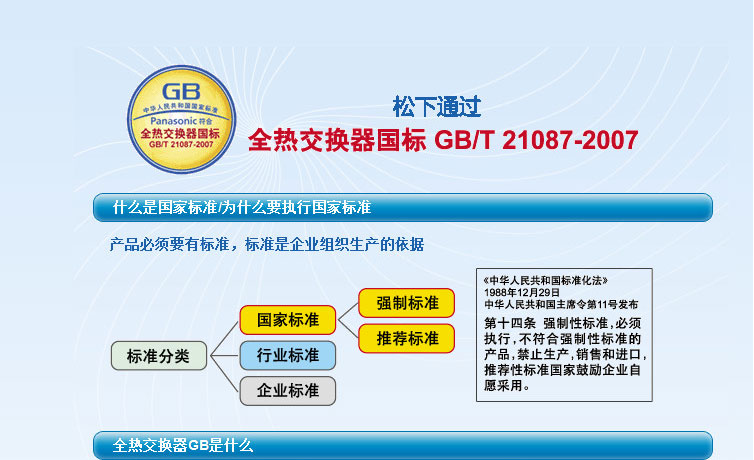 GB
中华人民共和国国家标准
Panasonic 符合
全热交换器国标
GB/T 21087-2007
松下通过
全热交换器国标 GB/T 21087-2007
什么是国家标准/为什么要执行国家标准
产品必须要有标准，标准是企业组织生产的依据
标准分类
国家标准
行业标准
企业标准
强制标准
推荐标准
《中华人民共和国标准化法》
1988年12月29日
中华人民共和国主席令第11号发布
第十四条 强制性标准,必须
执行,不符合强制性标准的
产品,禁止生产,销售和进口,
推荐性标准国家鼓励企业自
愿采用。
全热交换器GB是什么